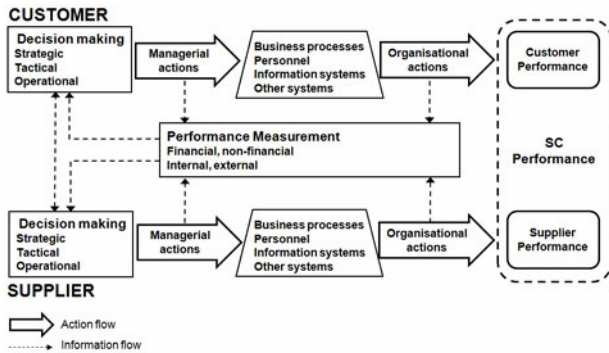 CUSTOMER
Decision making
Strategic
Tactical
Operational
Managerial
actions
Business processes
Personnel
Information systems
Other systems
Organisational
actions
Customer
Performance
Performance Measurement
Financial, non-financial
Internal, external
SC
Performance
Decision making
Strategic
Tactical
Operational
Managerial
actions
Business processes
Personnel
Information systems
Other systems
Organisational
actions
Supplier
Performance
SUPPLIER
Action flow
Information flow